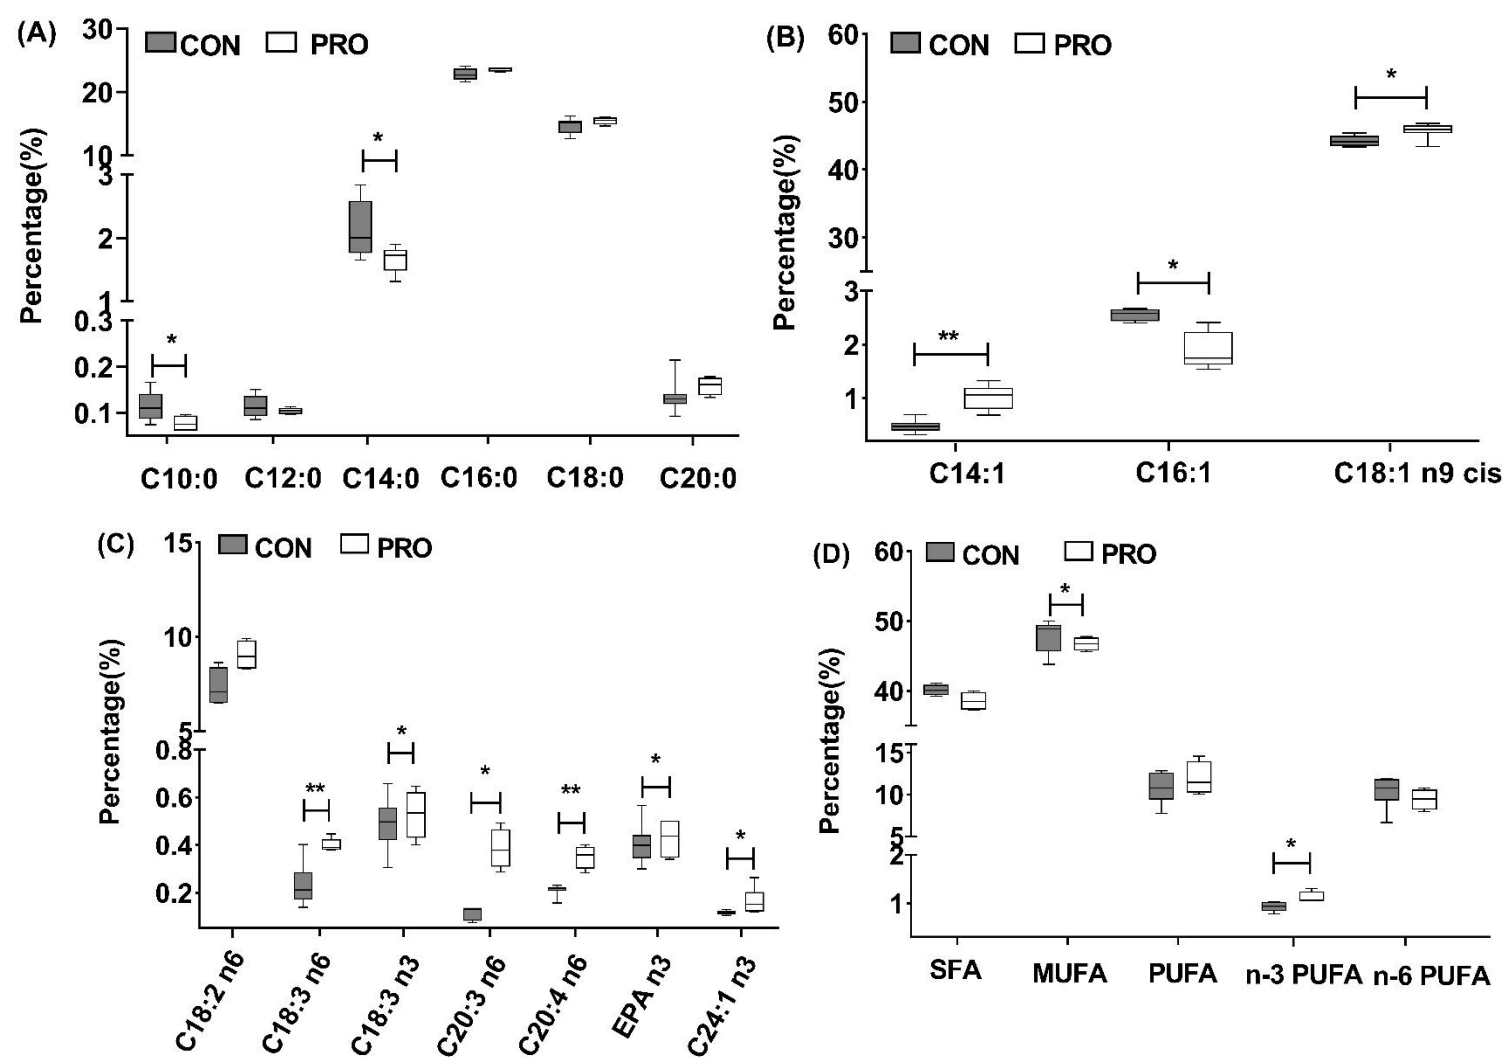 (A)
CON PRO
Percentage(%)
30
20
10
3
2
1
0.3
0.2
0.1
*
*
C10:0 C12:0 C14:0 C16:0 C18:0 C20:0
(B)
CON PRO
Percentage(%)
60
50
40
30
3
2
1
**
*
*
C14:1 C16:1 C18:1 n9 cis
(C)
CON PRO
Percentage(%)
15
10
5
0.8
0.6
0.4
0.2
**
*
*
**
*
*
C18:2 n6
C18:3 n6
C18:3 n3
C20:3 n6
C20:4 n6
EPA n3
C24:1 n3
(D)
CON PRO
Percentage(%)
60
50
40
15
10
5
3
2
1
*
*
SFA MUFA PUFA n-3 PUFA n-6 PUFA